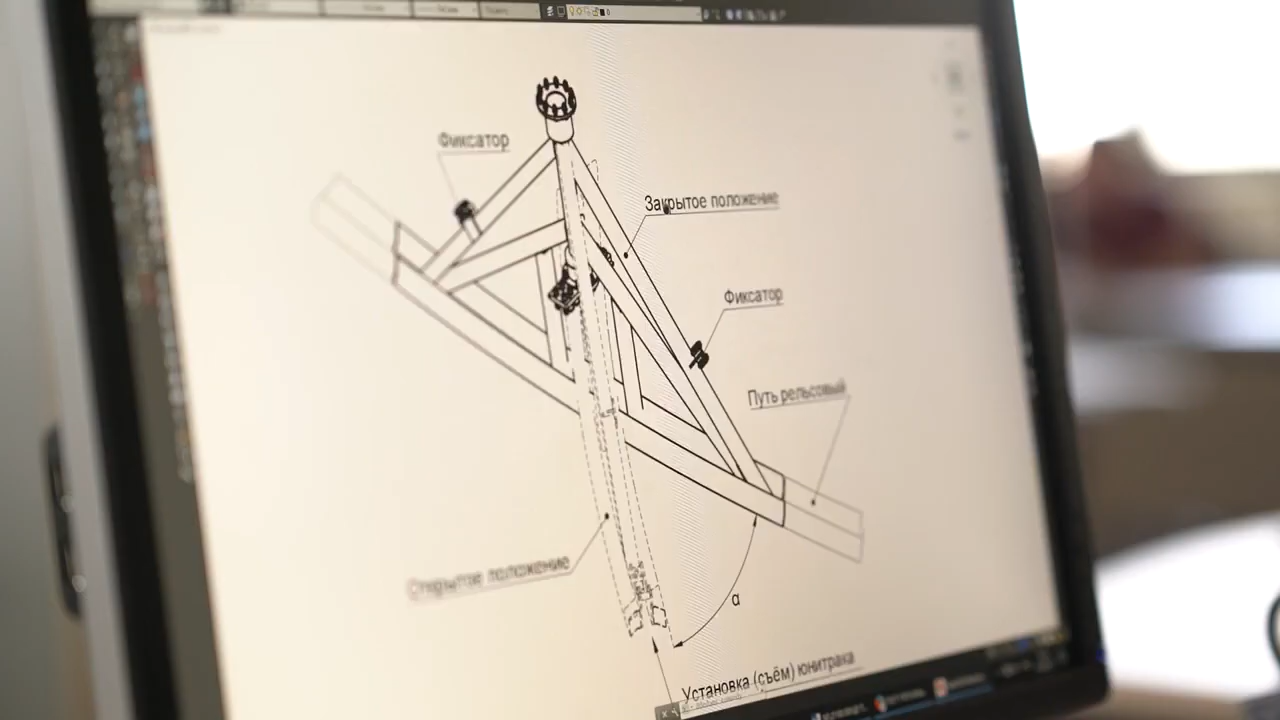 Фиксатор
Закрытое положение
Фиксатор
Путь рельсовый
Открытое положение
α
Установка (съём) юнитрака